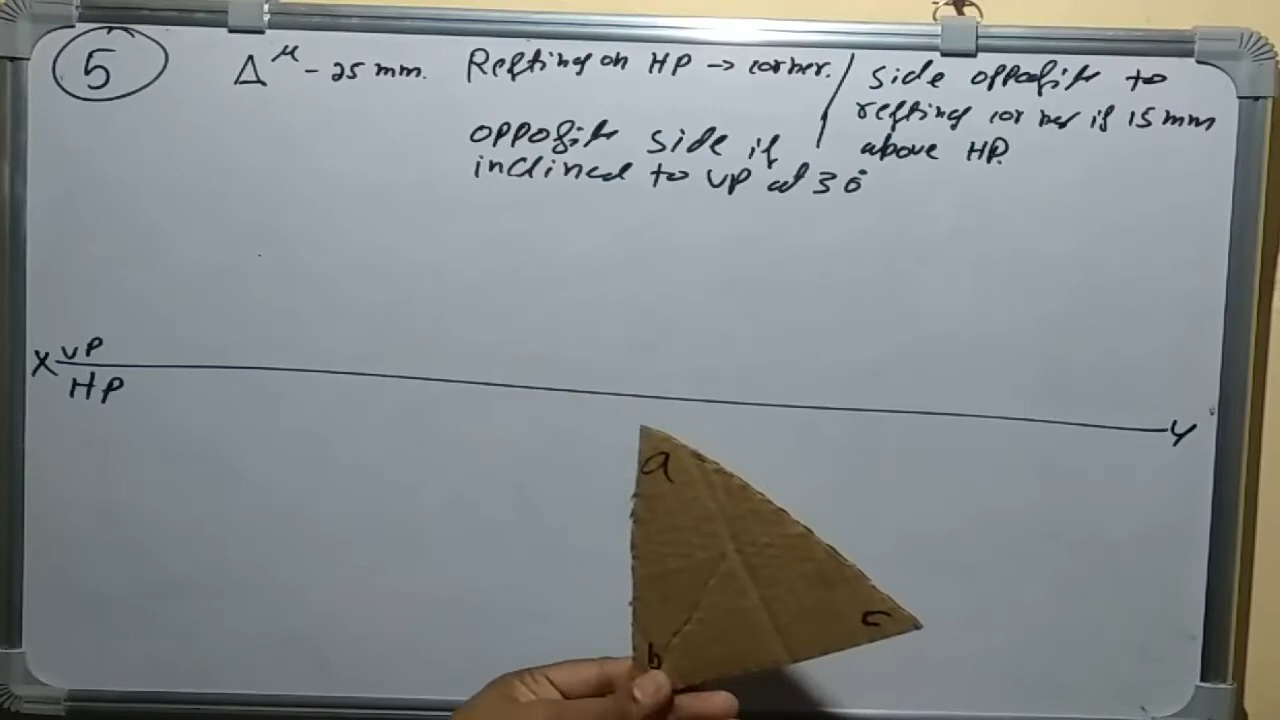 5
Δle - 25 mm. Resting on HP → corner. / side opposite to
resting corner is 15 mm
above HP.
opposite side is
inclined to VP at 30°
X VP
HP
Y
a
b
c